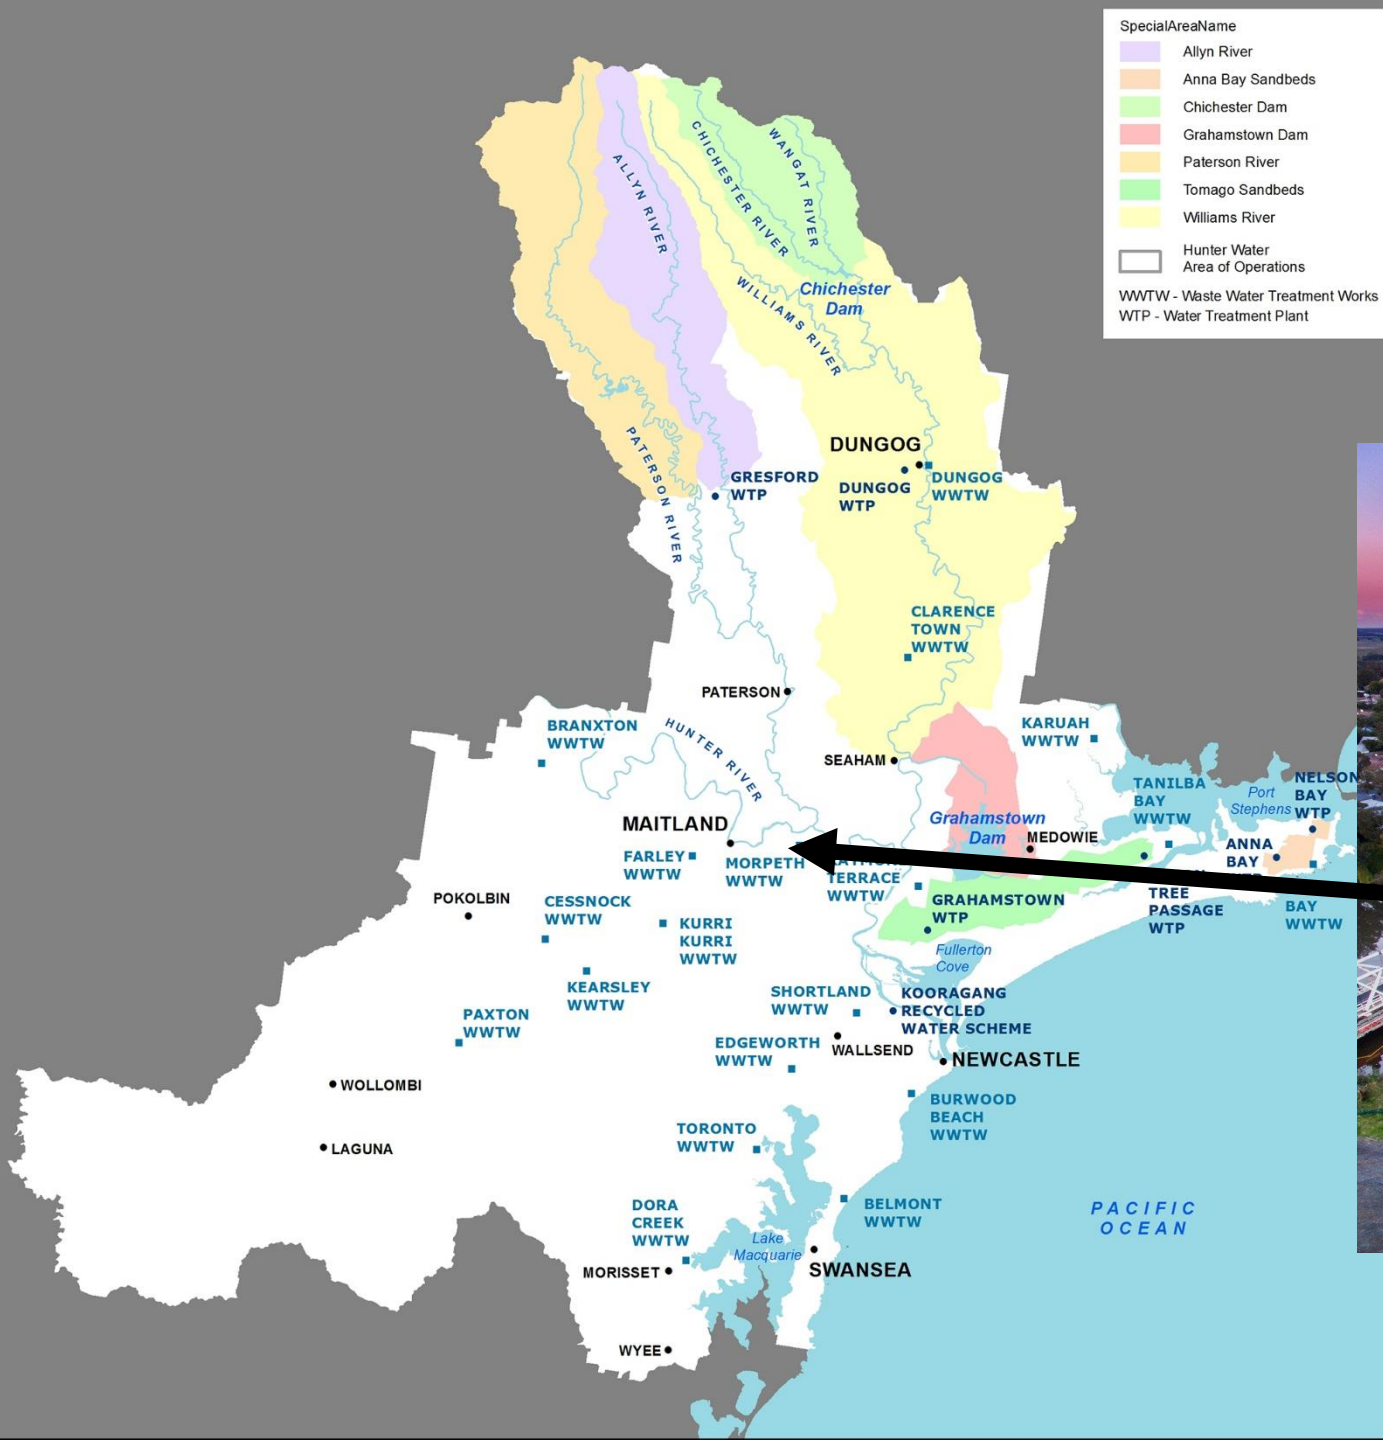 SpecialAreaName
Allyn River
Anna Bay Sandbeds
Chichester Dam
Grahamstown Dam
Paterson River
Tomago Sandbeds
Williams River
Hunter Water
Area of Operations
WWTW - Waste Water Treatment Works
WTP - Water Treatment Plant
ALLYN RIVER
CHICHESTER RIVER
WANGAT RIVER
WILLIAMS RIVER
Chichester
Dam
PATERSON RIVER
DUNGOG
GRESFORD
WTP
DUNGOG
WTP
DUNGOG
WWTW
CLARENCE
TOWN
WWTW
PATERSON
HUNTER RIVER
BRANXTON
WWTW
SEAHAM
KARUAH
WWTW
TANILBA
BAY
WWTW
Port
Stephens
NELSON
BAY
WTP
Grahamstown
Dam
MEDOWIE
MAITLAND
FARLEY
WWTW
MORPETH
WWTW
TERRACE
WWTW
ANNA
BAY
TREE
PASSAGE
WTP
BAY
WWTW
POKOLBIN
CESSNOCK
WWTW
KURRI
KURRI
WWTW
GRAHAMSTOWN
WTP
Fullerton
Cove
KEARSLEY
WWTW
SHORTLAND
WWTW
KOORAGANG
RECYCLED
WATER SCHEME
PAXTON
WWTW
EDGEWORTH
WWTW
WALLSEND
NEWCASTLE
WOLLOMBI
BURWOOD
BEACH
WWTW
LAGUNA
TORONTO
WWTW
DORA
CREEK
WWTW
BELMONT
WWTW
PACIFIC
OCEAN
Lake
Macquarie
MORISSET
SWANSEA
WYEE